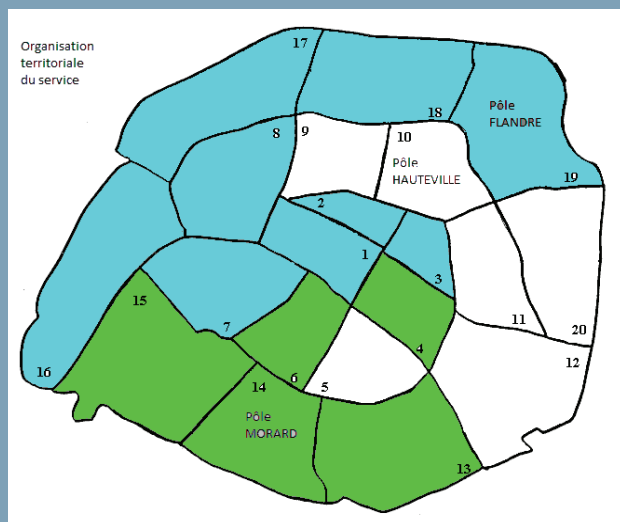 Organisation
territoriale
du service
17
18
Pôle
FLANDRE
19
8
9
10
Pôle
HAUTEVILLE
2
1
3
15
7
16
6
4
11
20
12
14
5
Pôle
MORARD
13